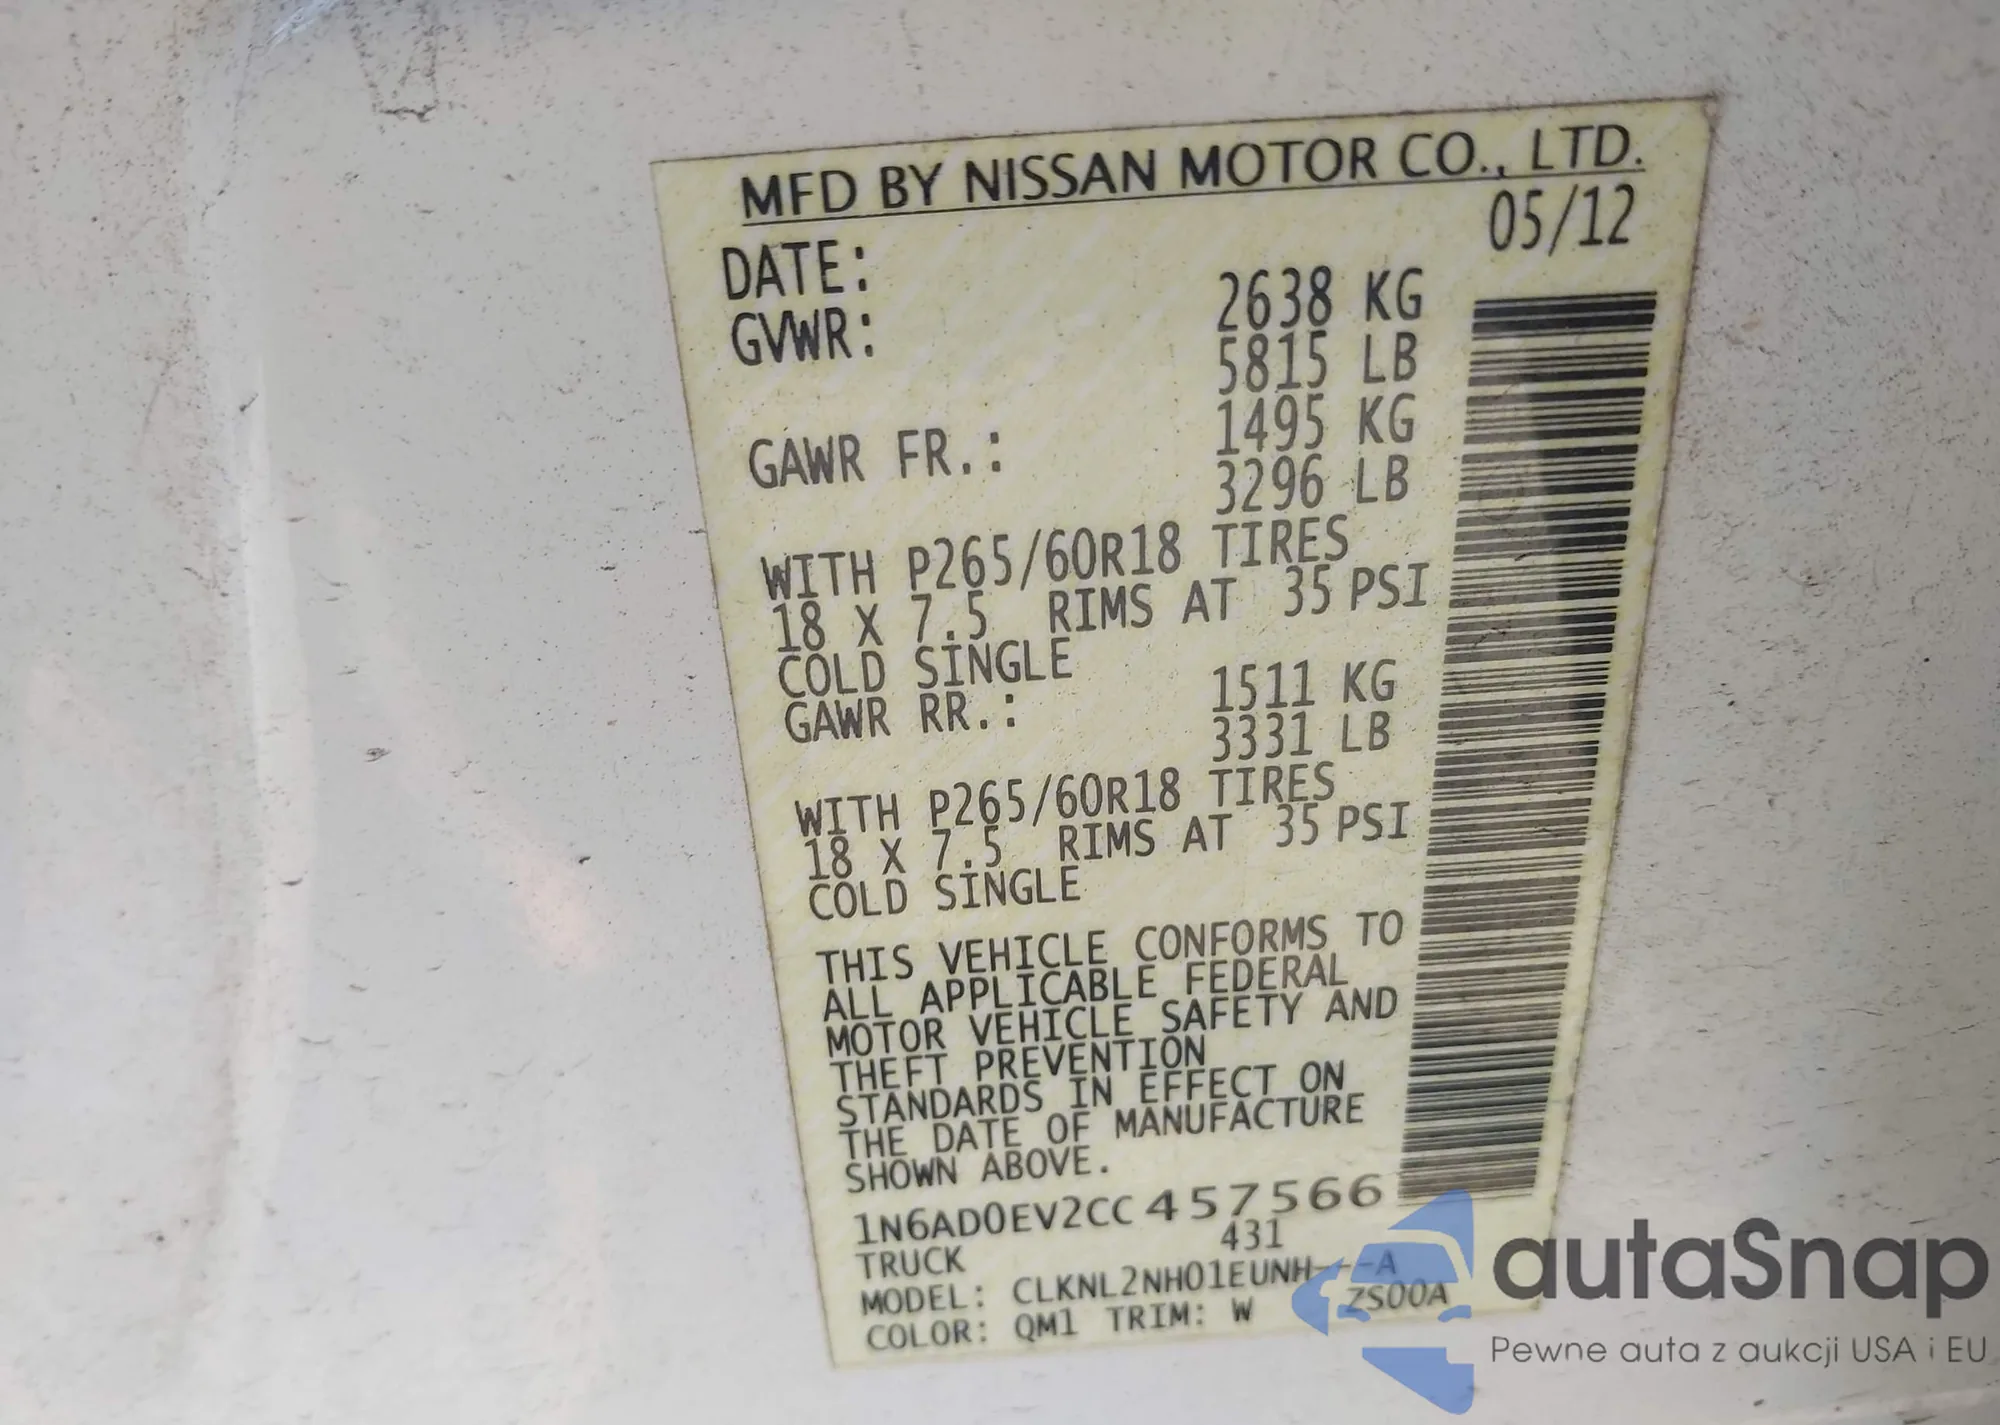 MFD BY NISSAN MOTOR CO., LTD.
DATE: 05/12
GVWR: 2638 KG
5815 LB
GAWR FR.: 1495 KG
3296 LB
WITH P265/60R18 TIRES
18 X 7.5 RIMS AT 35 PSI
COLD SINGLE
GAWR RR.: 1511 KG
3331 LB
WITH P265/60R18 TIRES
18 X 7.5 RIMS AT 35 PSI
COLD SINGLE
THIS VEHICLE CONFORMS TO
ALL APPLICABLE FEDERAL
MOTOR VEHICLE SAFETY AND
THEFT PREVENTION
STANDARDS IN EFFECT ON
THE DATE OF MANUFACTURE
SHOWN ABOVE.
1N6AD0EV2CC457566
TRUCK 431
MODEL: CLKNL2NH01EUNH---A
COLOR: QM1 TRIM: W ZS00A
autaSnap
Pewne auta z aukcji USA i EU